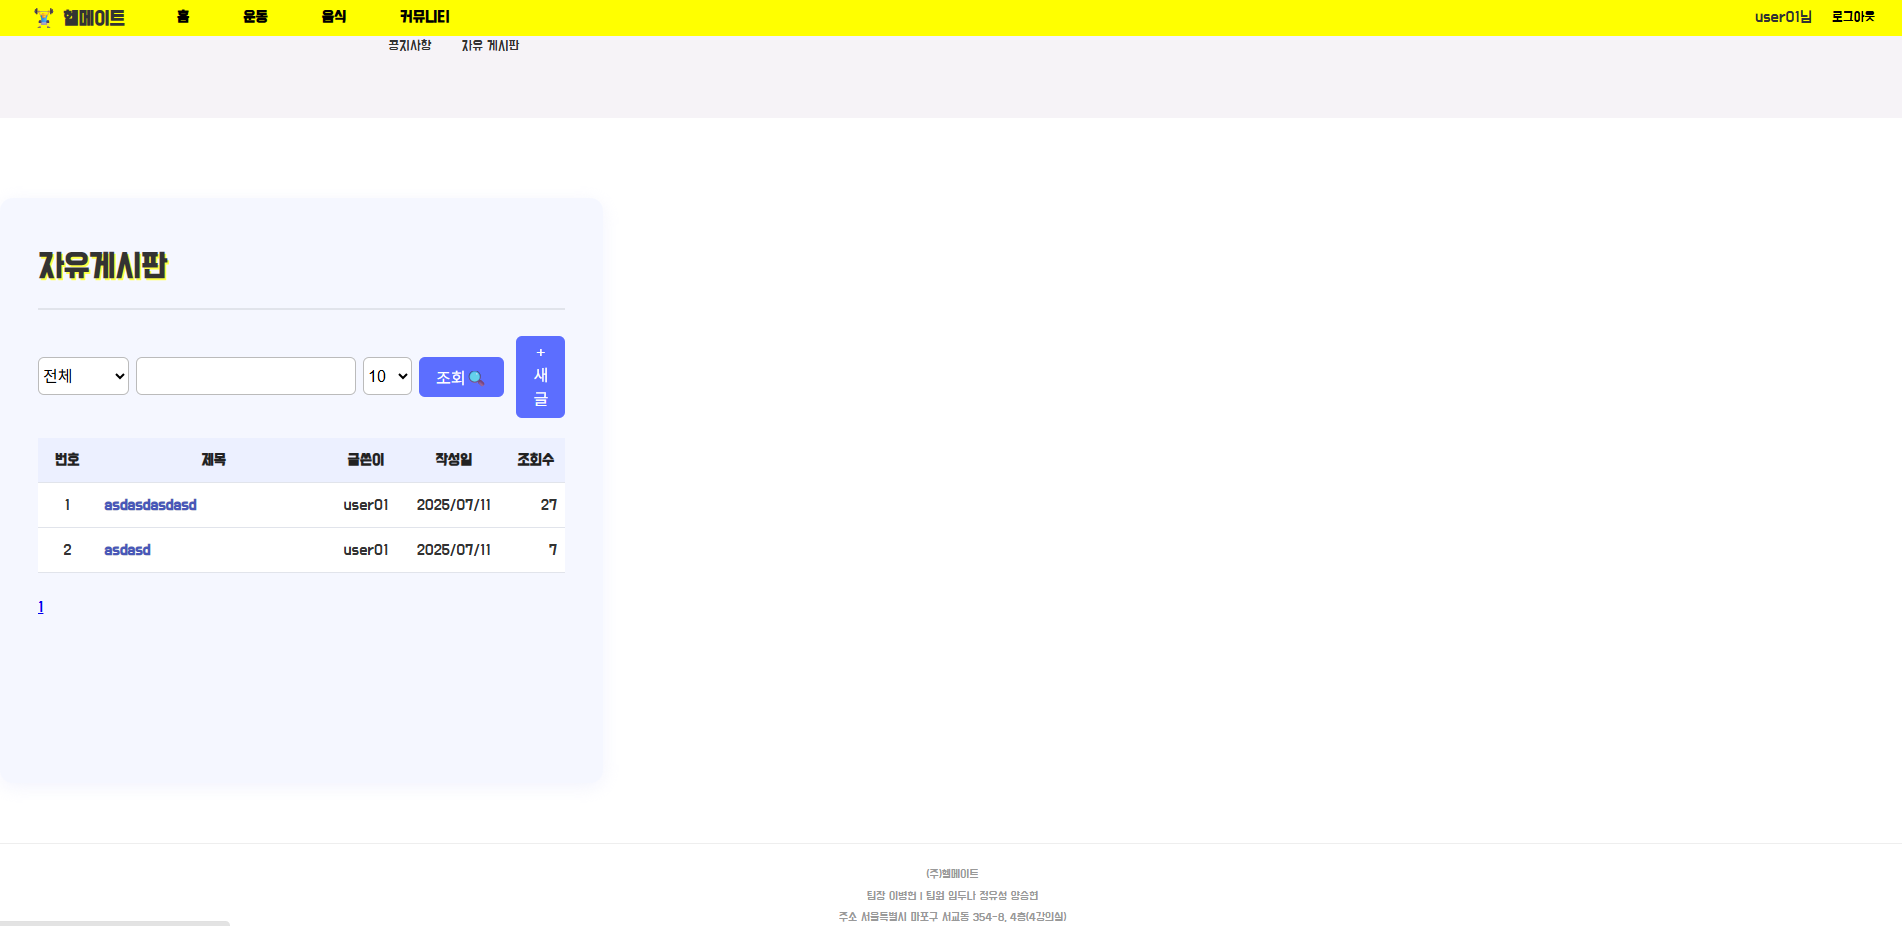 헬메이트 홈 운동 음식 커뮤니티 user01님 로그아웃
공지사항 자유 게시판
자유게시판
전체 10 조회 + 새 글
번호 제목 글쓴이 작성일 조회수
1 asdasdasdasd user01 2025/07/11 27
2 asdasd user01 2025/07/11 7
1
(주)헬메이트
팀장 이병헌 | 팀원 임두나 정유성 양승현
주소 서울특별시 마포구 서교동 354-8, 4층(4강의실)